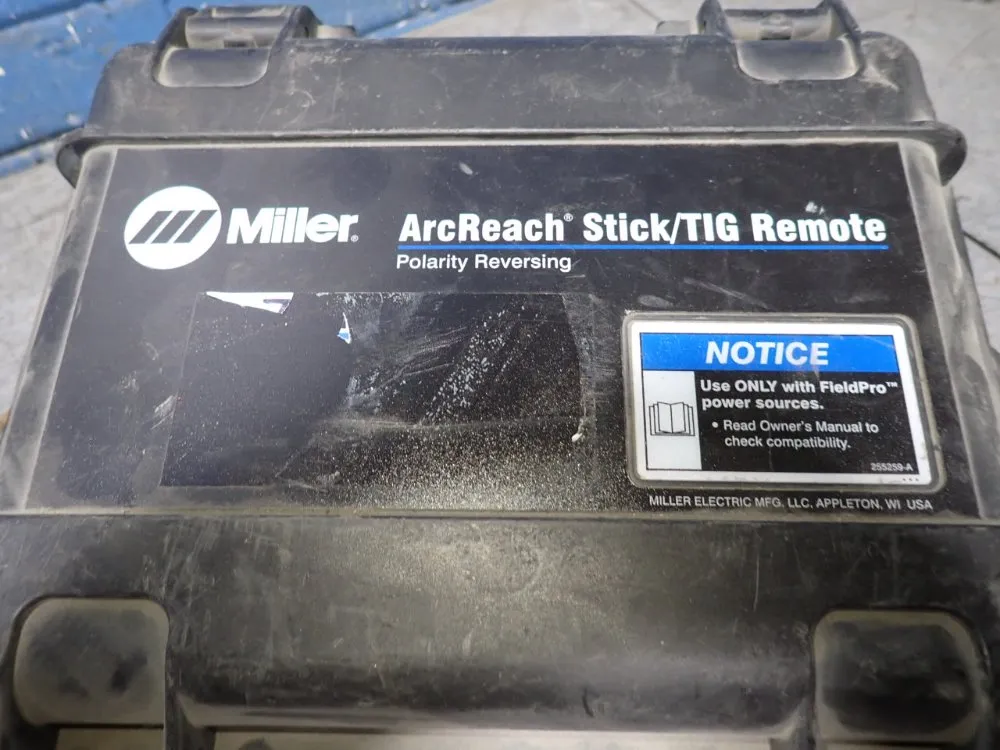 Miller®
ArcReach® Stick/TIG Remote
Polarity Reversing
NOTICE
Use ONLY with FieldPro™
power sources.
• Read Owner's Manual to
check compatibility.
255259-A
MILLER ELECTRIC MFG. LLC, APPLETON, WI USA